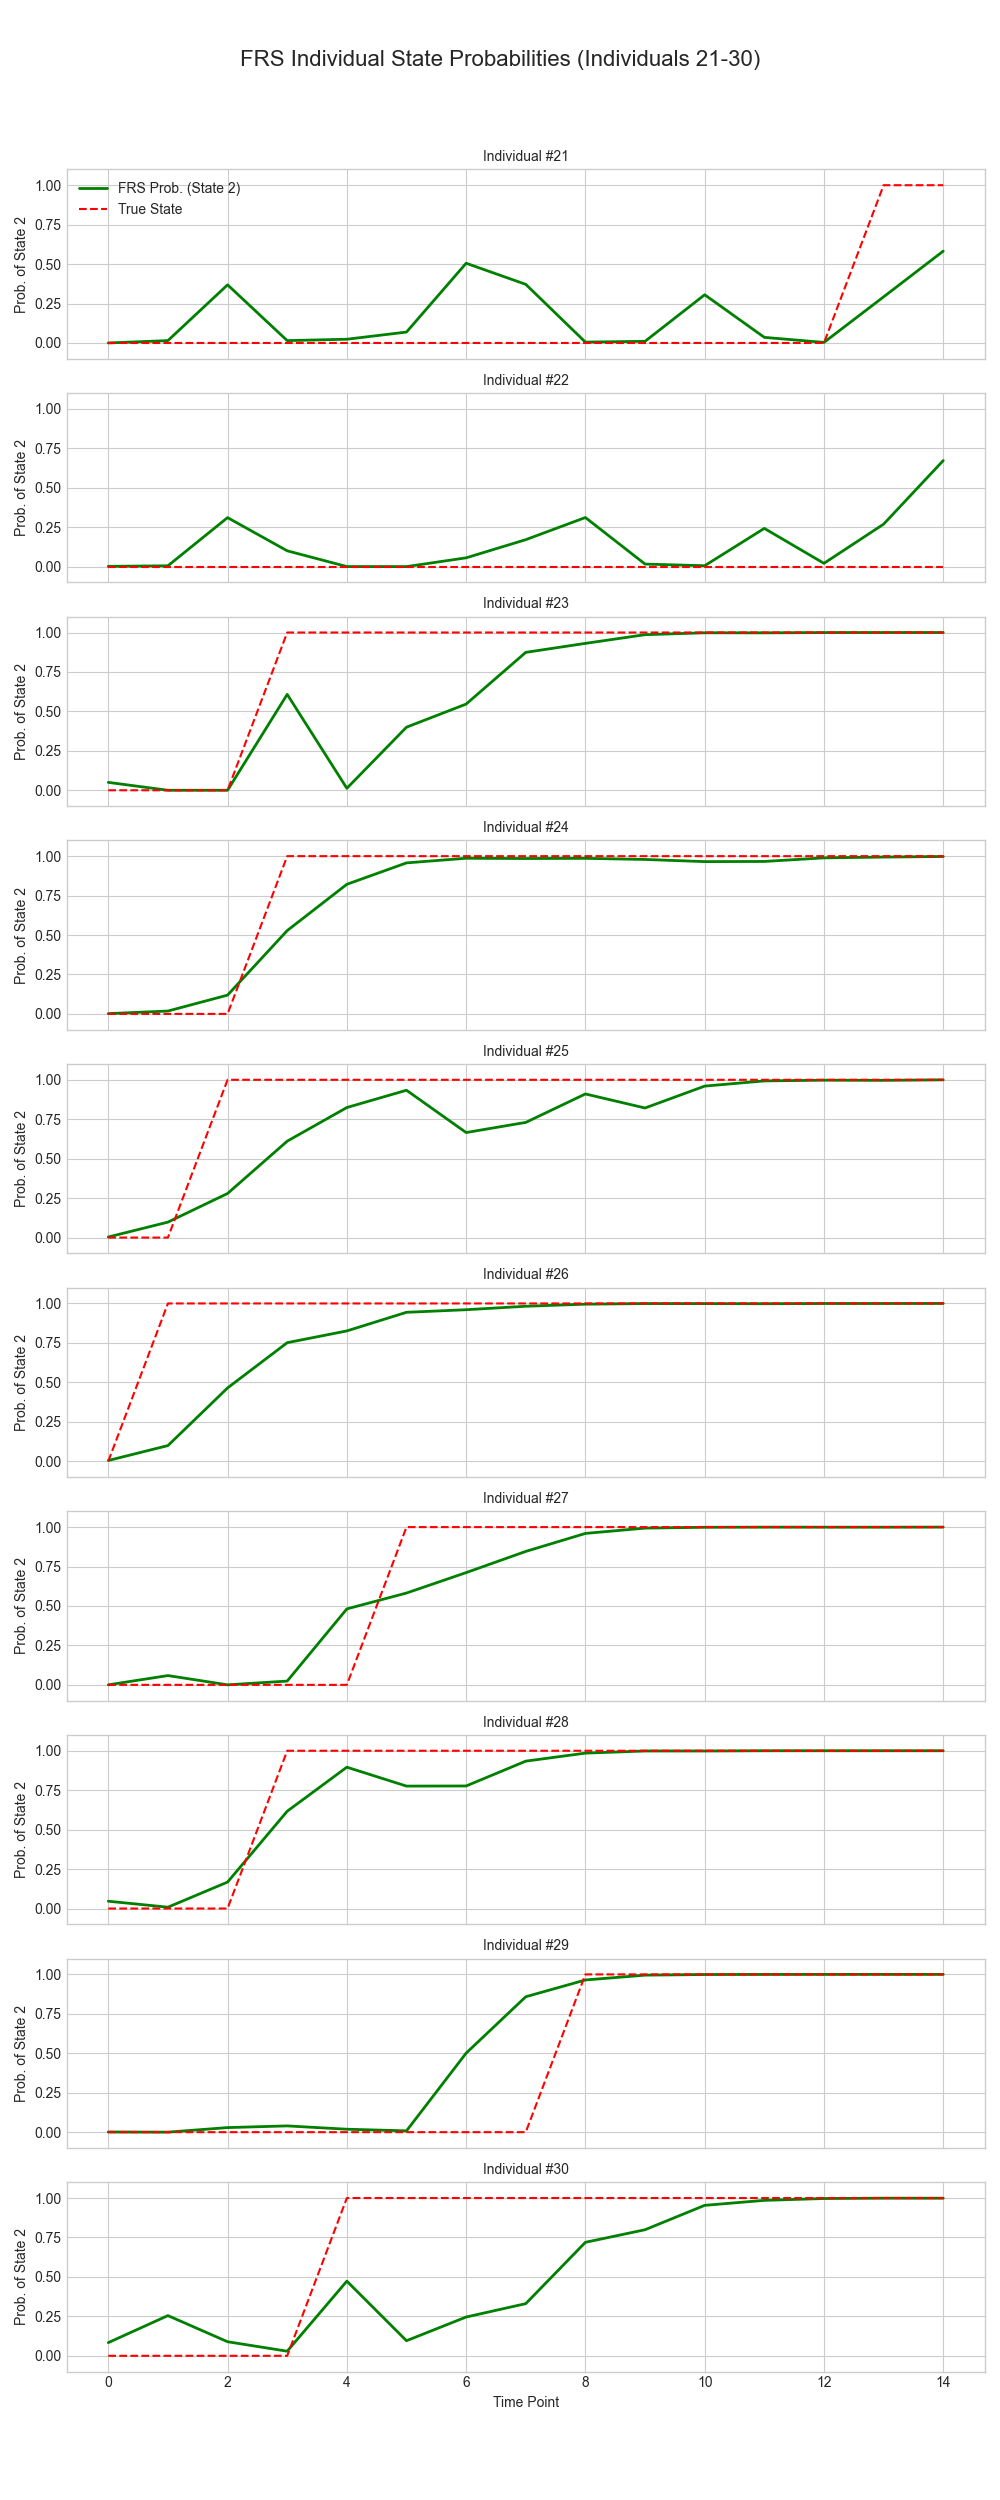 FRS Individual State Probabilities (Individuals 21-30)
Individual #21
FRS Prob. (State 2)
True State
Prob. of State 2
1.00
0.75
0.50
0.25
0.00
Individual #22
Prob. of State 2
1.00
0.75
0.50
0.25
0.00
Individual #23
Prob. of State 2
1.00
0.75
0.50
0.25
0.00
Individual #24
Prob. of State 2
1.00
0.75
0.50
0.25
0.00
Individual #25
Prob. of State 2
1.00
0.75
0.50
0.25
0.00
Individual #26
Prob. of State 2
1.00
0.75
0.50
0.25
0.00
Individual #27
Prob. of State 2
1.00
0.75
0.50
0.25
0.00
Individual #28
Prob. of State 2
1.00
0.75
0.50
0.25
0.00
Individual #29
Prob. of State 2
1.00
0.75
0.50
0.25
0.00
Individual #30
Prob. of State 2
1.00
0.75
0.50
0.25
0.00
0 2 4 6 8 10 12 14
Time Point